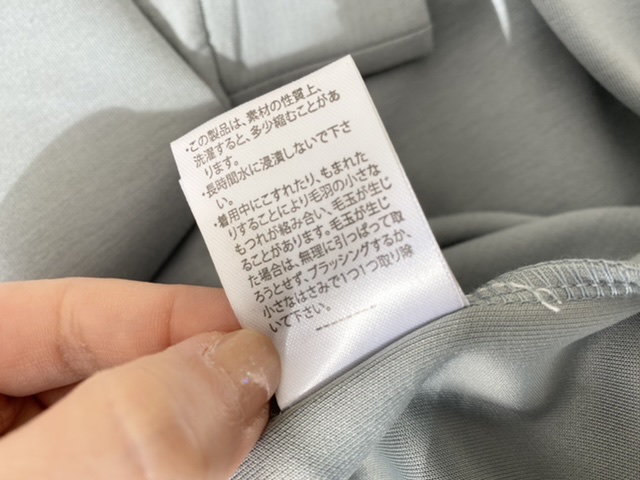 ・この製品は、素材の性質上、
洗濯すると、多少縮むことがあ
ります。
・長時間水に浸漬しないで下さ
い。
・着用中にこすれたり、もまれた
りすることにより毛羽の小さな
もつれが絡み合い、毛玉が生じ
ることがあります。毛玉が生じ
た場合は、無理に引っぱって取
ろうとせず、ブラッシングするか、
小さなはさみで1つ1つ取り除
いて下さい。